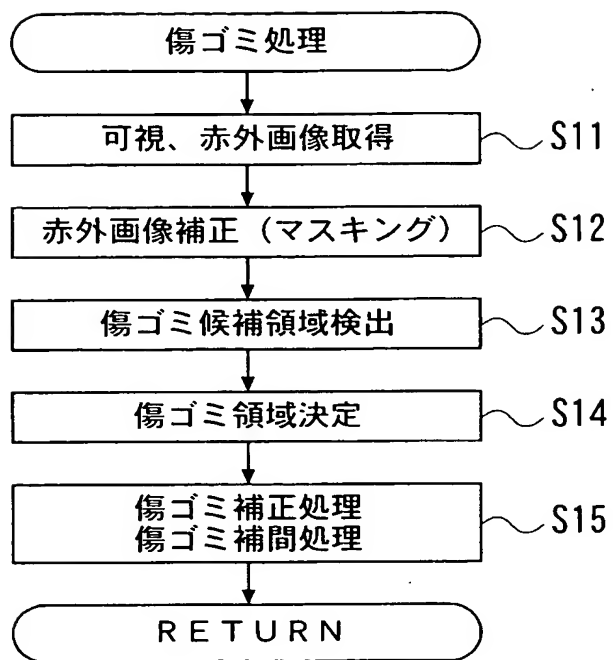 傷ゴミ処理
可視、赤外画像取得
S11
赤外画像補正（マスキング）
S12
傷ゴミ候補領域検出
S13
傷ゴミ領域決定
S14
傷ゴミ補正処理
傷ゴミ補間処理
S15
RETURN